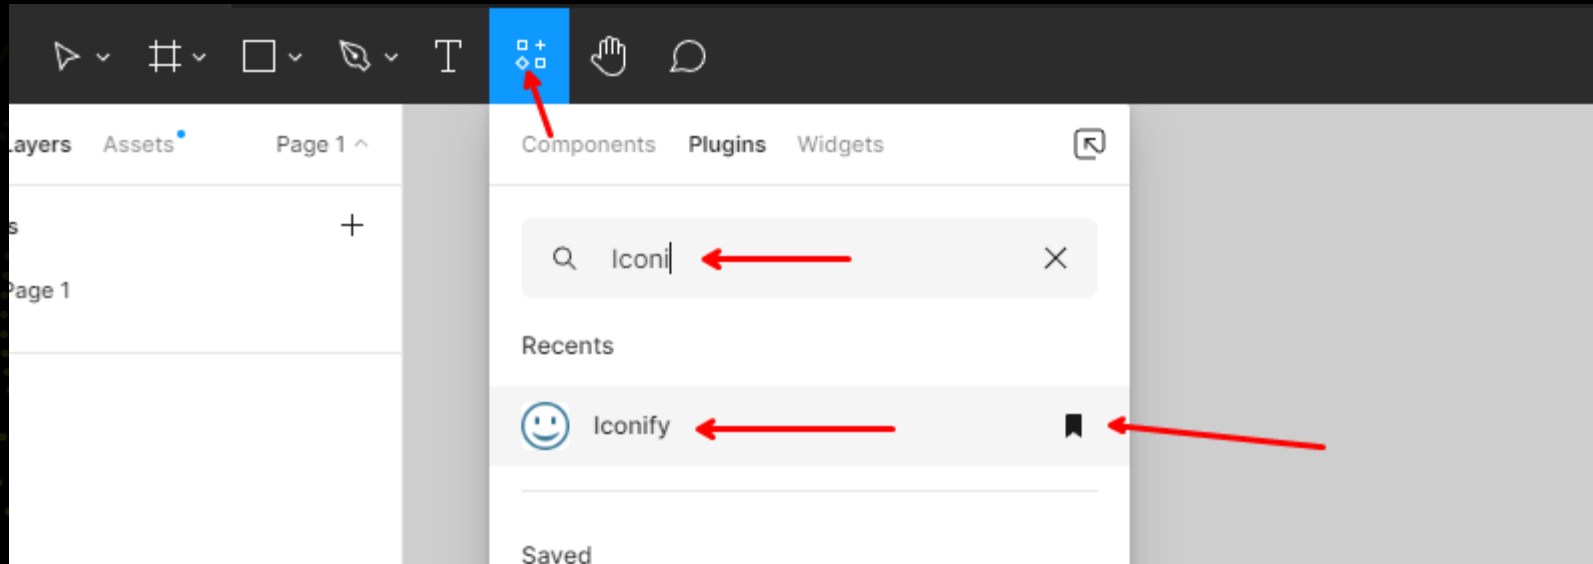 ayers Assets Page 1
Components Plugins Widgets
s
Iconi
Page 1
Recents
Iconify
Saved